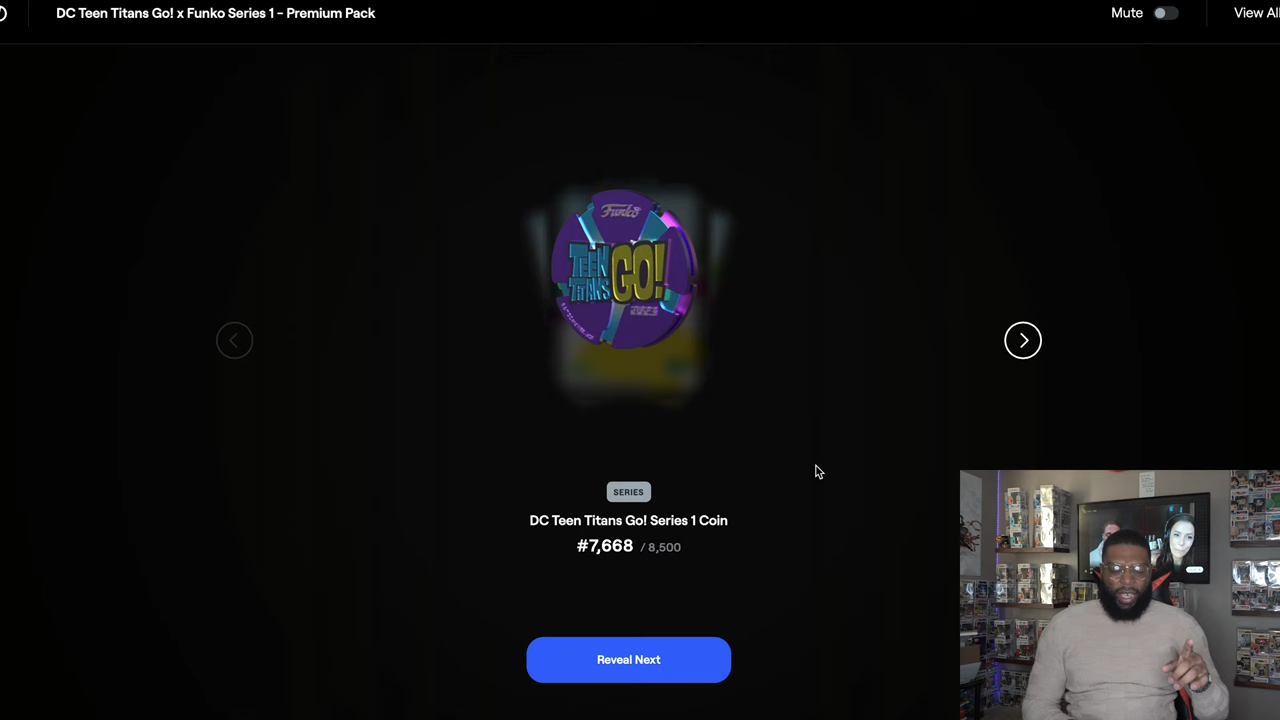 DC Teen Titans Go! x Funko Series 1 - Premium Pack
Mute
View All
Funko
TEEN TITANS GO!
SERIES
DC Teen Titans Go! Series 1 Coin
#7,668 / 8,500
Reveal Next